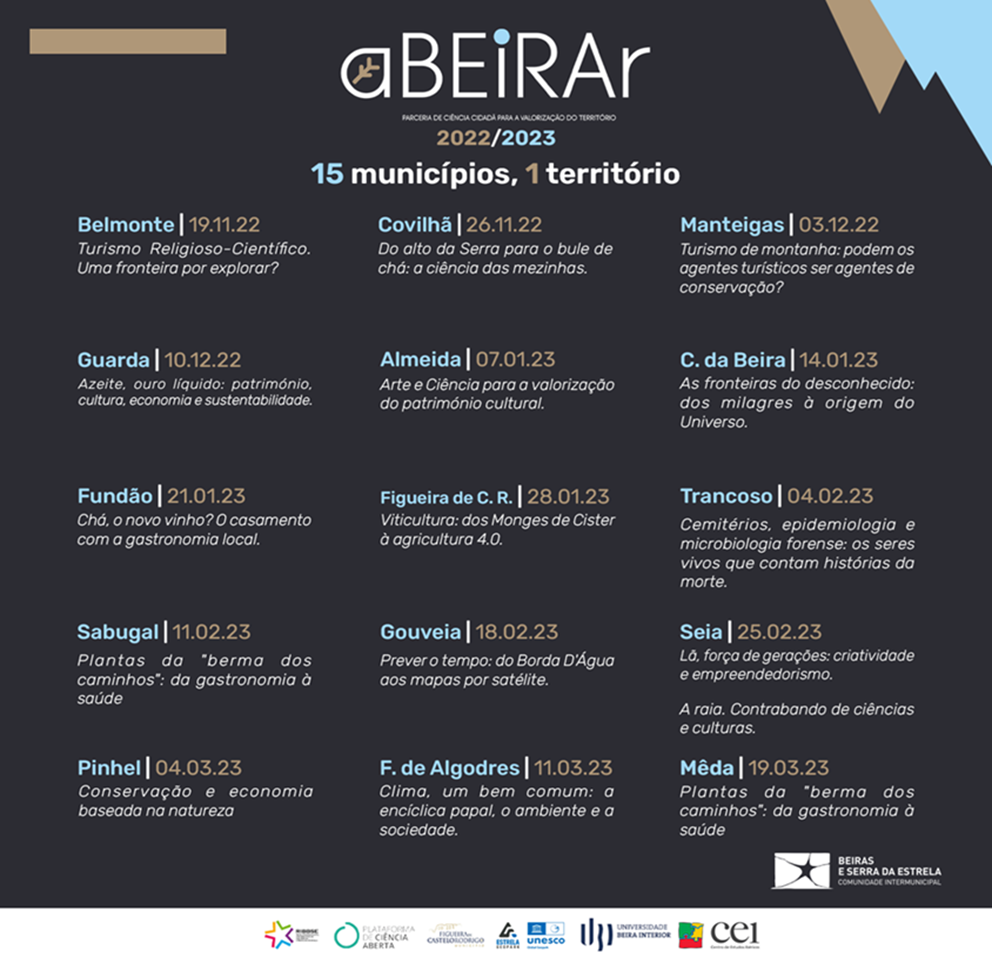 aBEiRAr
PARCERIA DE CIÊNCIA CIDADÃ PARA A VALORIZAÇÃO DO TERRITÓRIO
2022/2023
15 municípios, 1 território
Belmonte | 19.11.22
Turismo Religioso-Científico.
Uma fronteira por explorar?
Covilhã | 26.11.22
Do alto da Serra para o bule de
chá: a ciência das mezinhas.
Manteigas | 03.12.22
Turismo de montanha: podem os
agentes turísticos ser agentes de
conservação?
Guarda | 10.12.22
Azeite, ouro líquido: património,
cultura, economia e sustentabilidade.
Almeida | 07.01.23
Arte e Ciência para a valorização
do património cultural.
C. da Beira | 14.01.23
As fronteiras do desconhecido:
dos milagres à origem do
Universo.
Fundão | 21.01.23
Chá, o novo vinho? O casamento
com a gastronomia local.
Figueira de C. R. | 28.01.23
Viticultura: dos Monges de Cister
à agricultura 4.0.
Trancoso | 04.02.23
Cemitérios, epidemiologia e
microbiologia forense: os seres
vivos que contam histórias da
morte.
Sabugal | 11.02.23
Plantas da "berma dos
caminhos": da gastronomia à
saúde
Gouveia | 18.02.23
Prever o tempo: do Borda D'Água
aos mapas por satélite.
Seia | 25.02.23
Lã, força de gerações: criatividade
e empreendedorismo.
A raia. Contrabando de ciências
e culturas.
Pinhel | 04.03.23
Conservação e economia
baseada na natureza
F. de Algodres | 11.03.23
Clima, um bem comum: a
encíclica papal, o ambiente e a
sociedade.
Mêda | 19.03.23
Plantas da "berma dos
caminhos": da gastronomia à
saúde
BEIRAS
E SERRA DA ESTRELA
COMUNIDADE INTERMUNICIPAL
PLATAFORMA
DE CIÊNCIA
ABERTA
FIGUEIRA DE
CASTELO RODRIGO
ESTRELA
GEOPARK
unesco
UNIVERSIDADE
BEIRA INTERIOR
cei
Centro de Estudos Ibéricos